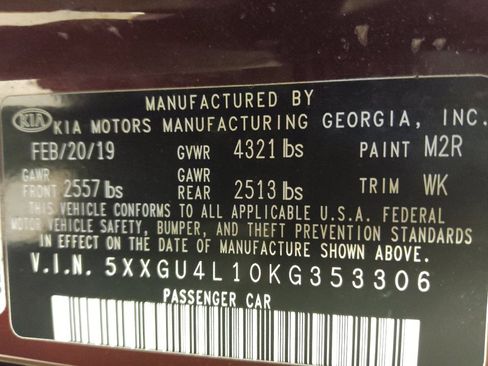 MANUFACTURED BY
KIA KIA MOTORS MANUFACTURING GEORGIA, INC.
FEB/20/19 GVWR 4321 lbs PAINT M2R
GAWR FRONT 2557 lbs GAWR REAR 2513 lbs TRIM WK
THIS VEHICLE CONFORMS TO ALL APPLICABLE U.S.A. FEDERAL
MOTOR VEHICLE SAFETY, BUMPER, AND THEFT PREVENTION STANDARDS
IN EFFECT ON THE DATE OF MANUFACTURE SHOWN ABOVE.
V.I.N. 5XXGU4L10KG353306
PASSENGER CAR